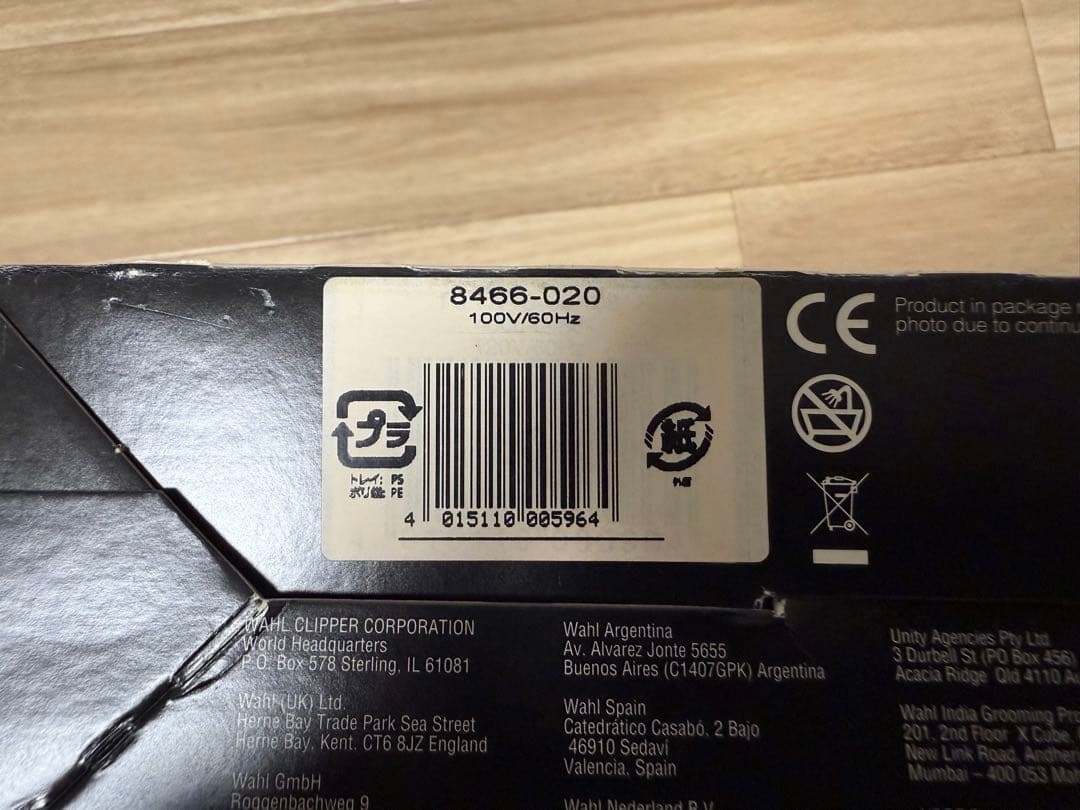 8466-020
100V/60Hz
プラ
トレイ: PS
ポリ袋: PE
紙
外箱
4 015110 005964
CE
Product in package
photo due to
WAHL CLIPPER CORPORATION
World Headquarters
P.O. Box 578 Sterling, IL 61081
Wahl (UK) Ltd.
Herne Bay Trade Park Sea Street
Herne Bay, Kent. CT6 8JZ England
Wahl GmbH
Roggenbachweg 9
Wahl Argentina
Av. Alvarez Jonte 5655
Buenos Aires (C1407GPK) Argentina
Wahl Spain
Catedrático Casabó, 2 Bajo
46910 Sedaví
Valencia, Spain
Wahl Nederland B.V.
Unity Agencies Pty Ltd
3 Durbell St (PO Box 456)
Acacia Ridge Qld 4110
Wahl India Grooming
201, 2nd Floor X Cube,
New Link Road, Andheri
Mumbai – 400 053